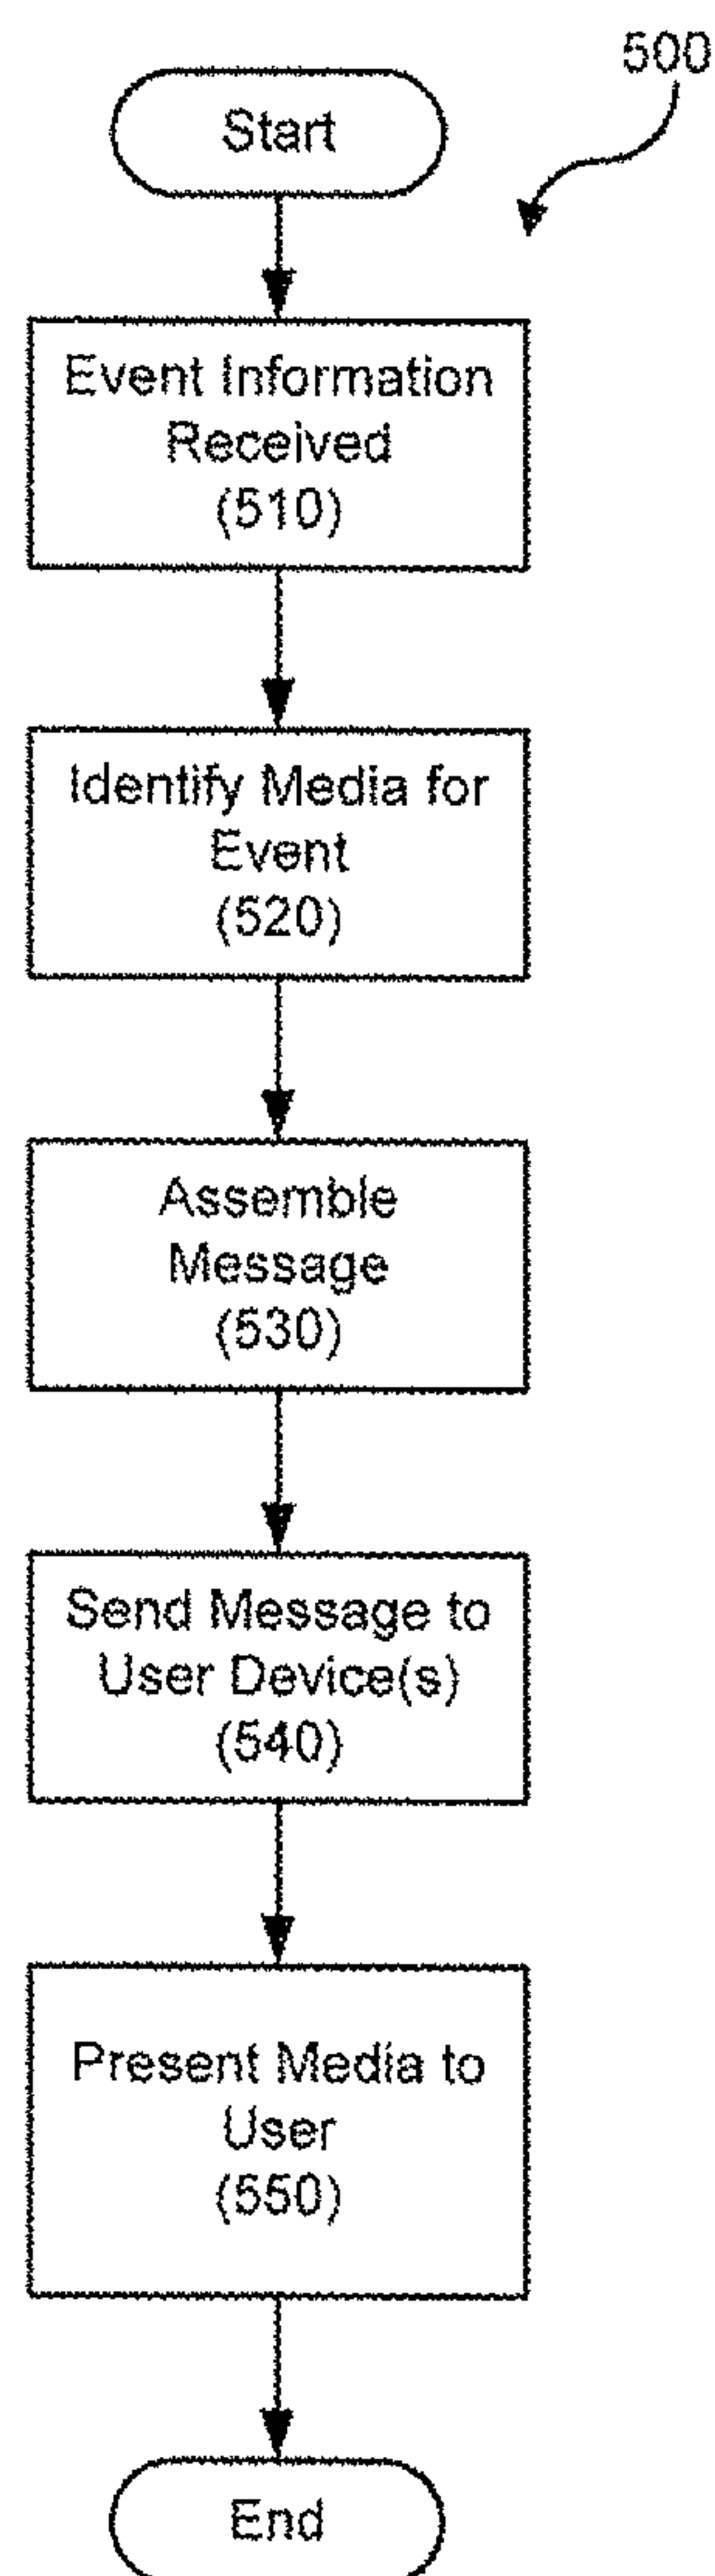 500
Start
Event Information
Received
(510)
Identify Media for
Event
(520)
Assemble
Message
(530)
Send Message to
User Device(s)
(540)
Present Media to
User
(550)
End